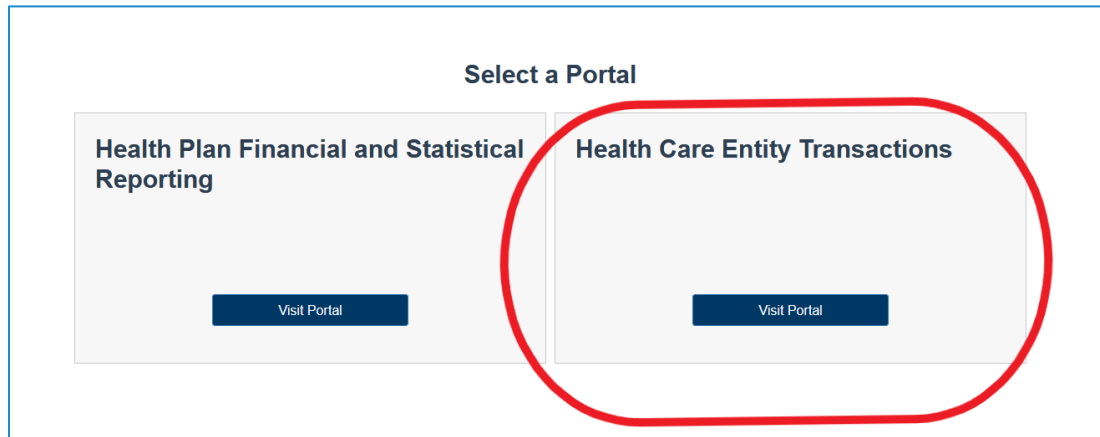 Select a Portal
Health Plan Financial and Statistical
Reporting
Visit Portal
Health Care Entity Transactions
Visit Portal